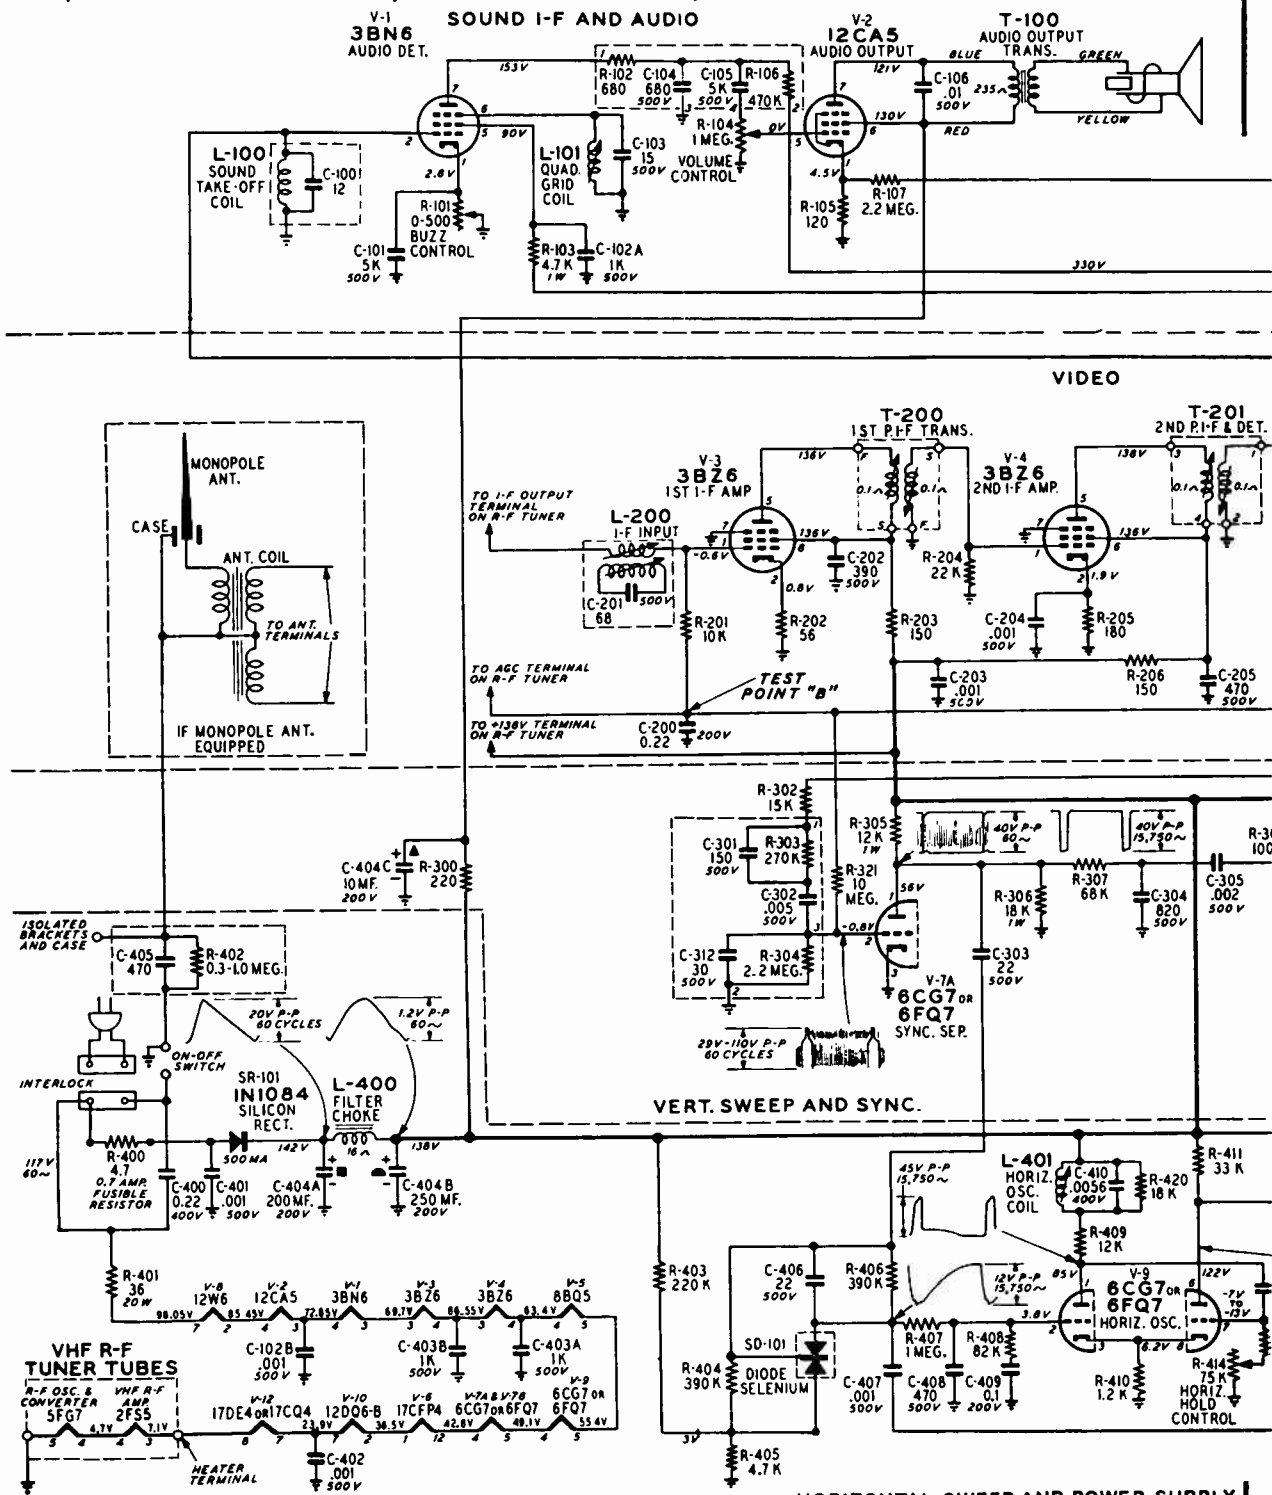 SOUND I-F AND AUDIO
V-1
3BN6
AUDIO DET.
V-2
12CA5
AUDIO OUTPUT
T-100
AUDIO OUTPUT
TRANS.
BLUE
GREEN
RED
YELLOW
235
153V
121V
130V
90V
0V
4.5V
2.8V
R-102
680
C-104
680
500V
C-105
5K
500V
R-106
470K
C-106
.01
500V
R-104
1 MEG.
VOLUME
CONTROL
L-100
SOUND
TAKE-OFF
COIL
C-100
12
L-101
QUAD.
GRID
COIL
C-103
15
500V
R-101
0-500
BUZZ
CONTROL
C-101
5K
500V
R-103
4.7K
1W
C-102A
1K
500V
R-105
120
R-107
2.2 MEG.
330V
VIDEO
MONOPOLE
ANT.
CASE
ANT. COIL
TO ANT.
TERMINALS
IF MONOPOLE ANT.
EQUIPPED
TO I-F OUTPUT
TERMINAL
ON R-F TUNER
L-200
I-F INPUT
C-201
68
500V
V-3
3BZ6
1ST I-F AMP
T-200
1ST P.I-F TRANS.
V-4
3BZ6
2ND I-F AMP.
T-201
2ND P.I-F & DET.
136V
138V
0.1
0.1
0.1
0.1
-0.6V
136V
136V
0.8V
1.9V
C-202
390
500V
R-204
22 K
R-201
10K
R-202
56
R-203
150
C-204
.001
500V
R-205
180
C-203
.001
500V
R-206
150
C-205
470
500V
TO AGC TERMINAL
ON R-F TUNER
TEST
POINT "B"
TO +138V TERMINAL
ON R-F TUNER
C-200
0.22
200V
R-302
15K
C-301
150
500V
R-303
270K
C-302
.005
500V
R-321
10
MEG.
R-305
12K
1W
40V P-P
60~
40V P-P
15,750~
56V
-0.8V
R-306
18K
1W
R-307
68K
C-304
820
500V
C-305
.002
500V
C-312
30
500V
R-304
2.2 MEG.
C-303
22
500V
V-7A
6CG7 OR
6FQ7
SYNC. SEP.
29V-110V P-P
60 CYCLES
C-404C
10MF.
200V
R-300
220
ISOLATED
BRACKETS
AND CASE
C-405
470
R-402
0.3-1.0 MEG.
20V P-P
60 CYCLES
1.2V P-P
60~
ON-OFF
SWITCH
INTERLOCK
SR-101
1N1084
SILICON
RECT.
500MA
L-400
FILTER
CHOKE
16
142V
138V
117V
60~
R-400
4.7
0.7 AMP.
FUSIBLE
RESISTOR
C-400
0.22
400V
C-401
.001
500V
C-404A
200MF.
200V
C-404B
250 MF.
200V
VERT. SWEEP AND SYNC.
45V P-P
15,750~
L-401
HORIZ.
OSC.
COIL
C-410
.0056
400V
R-420
18K
R-411
33 K
R-409
12K
85V
122V
V-9
6CG7 OR
6FQ7
HORIZ. OSC.
-7V
TO
-13V
R-403
220K
C-406
22
500V
R-406
390K
12V P-P
15,750~
3.8V
6.2V
SD-101
DIODE
SELENIUM
R-404
390K
R-407
1 MEG.
R-408
82K
C-407
.001
500V
C-408
470
500V
C-409
0.1
200V
R-410
1.2 K
R-414
75 K
HORIZ.
HOLD
CONTROL
3V
R-405
4.7K
R-401
36
20W
V-8
12W6
V-2
12CA5
V-1
3BN6
V-3
3BZ6
V-4
3BZ6
V-5
8BQ5
98.05V
85.45V
72.85V
69.7V
66.55V
63.4V
C-102B
.001
500V
C-403B
1K
500V
C-403A
1K
500V
VHF R-F
TUNER TUBES
R-F OSC. &
CONVERTER
5FG7
VHF R-F
AMP.
2FS5
4.7V
7.1V
HEATER
TERMINAL
V-12
17DE4 OR 17CQ4
V-10
12DQ6-B
V-6
17CFP4
V-7A & V-7B
6CG7 OR 6FQ7
V-9
6CG7 OR
6FQ7
23.9V
36.5V
42.8V
49.1V
55.4V
C-402
.001
500V